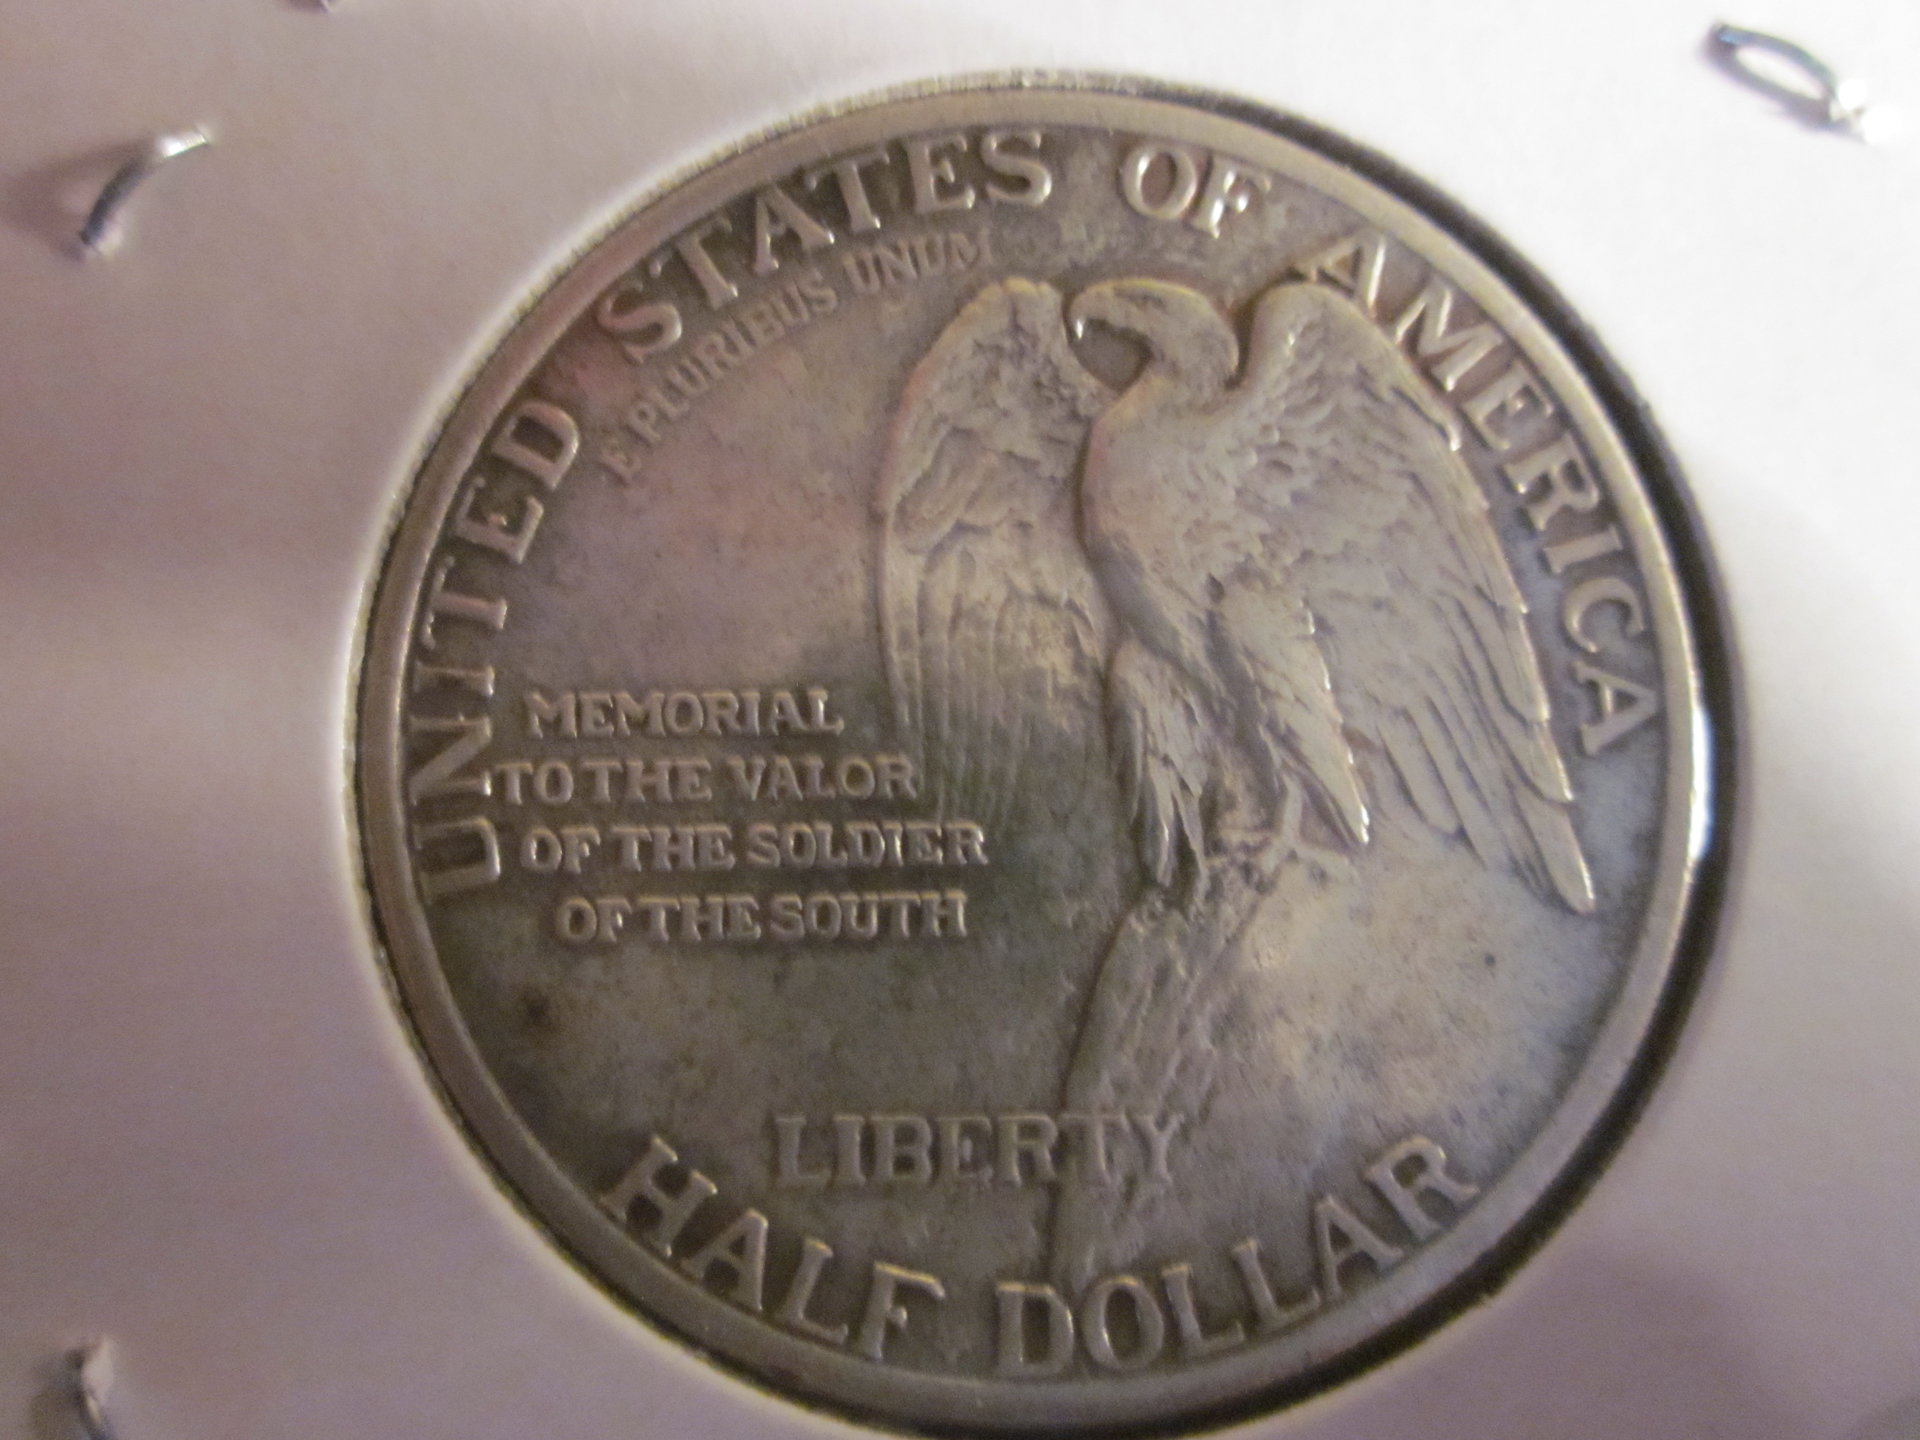 UNITED STATES OF AMERICA
E PLURIBUS UNUM
MEMORIAL
TO THE VALOR
OF THE SOLDIER
OF THE SOUTH
LIBERTY
HALF DOLLAR